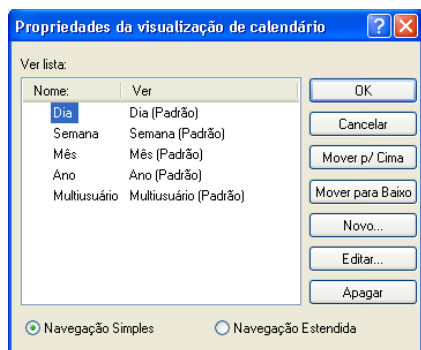 Propriedades da visualização de calendário
Ver lista:
Nome: Ver
Dia Dia (Padrão)
Semana Semana (Padrão)
Mês Mês (Padrão)
Ano Ano (Padrão)
Multiusuário Multiusuário (Padrão)
OK
Cancelar
Mover p/ Cima
Mover para Baixo
Novo...
Editar...
Apagar
Navegação Simples Navegação Estendida